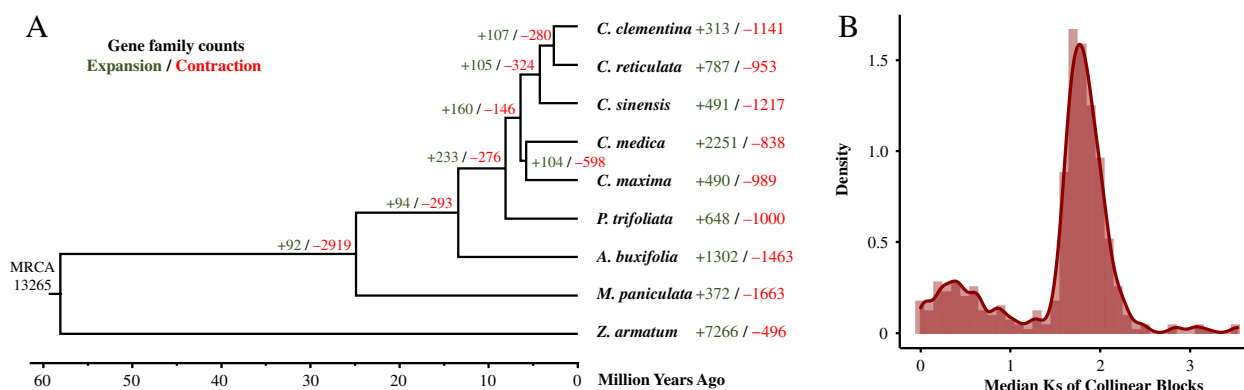 A
Gene family counts
Expansion / Contraction
+107 / –280
+105 / –324
+160 / –146
+104 / –598
+233 / –276
+94 / –293
+92 / –2919
MRCA
13265
C. clementina +313 / –1141
C. reticulata +787 / –953
C. sinensis +491 / –1217
C. medica +2251 / –838
C. maxima +490 / –989
P. trifoliata +648 / –1000
A. buxifolia +1302 / –1463
M. paniculata +372 / –1663
Z. armatum +7266 / –496
60 50 40 30 20 10 0 Million Years Ago
B
Density
1.5
1.0
0.5
0
0 1 2 3
Median Ks of Collinear Blocks